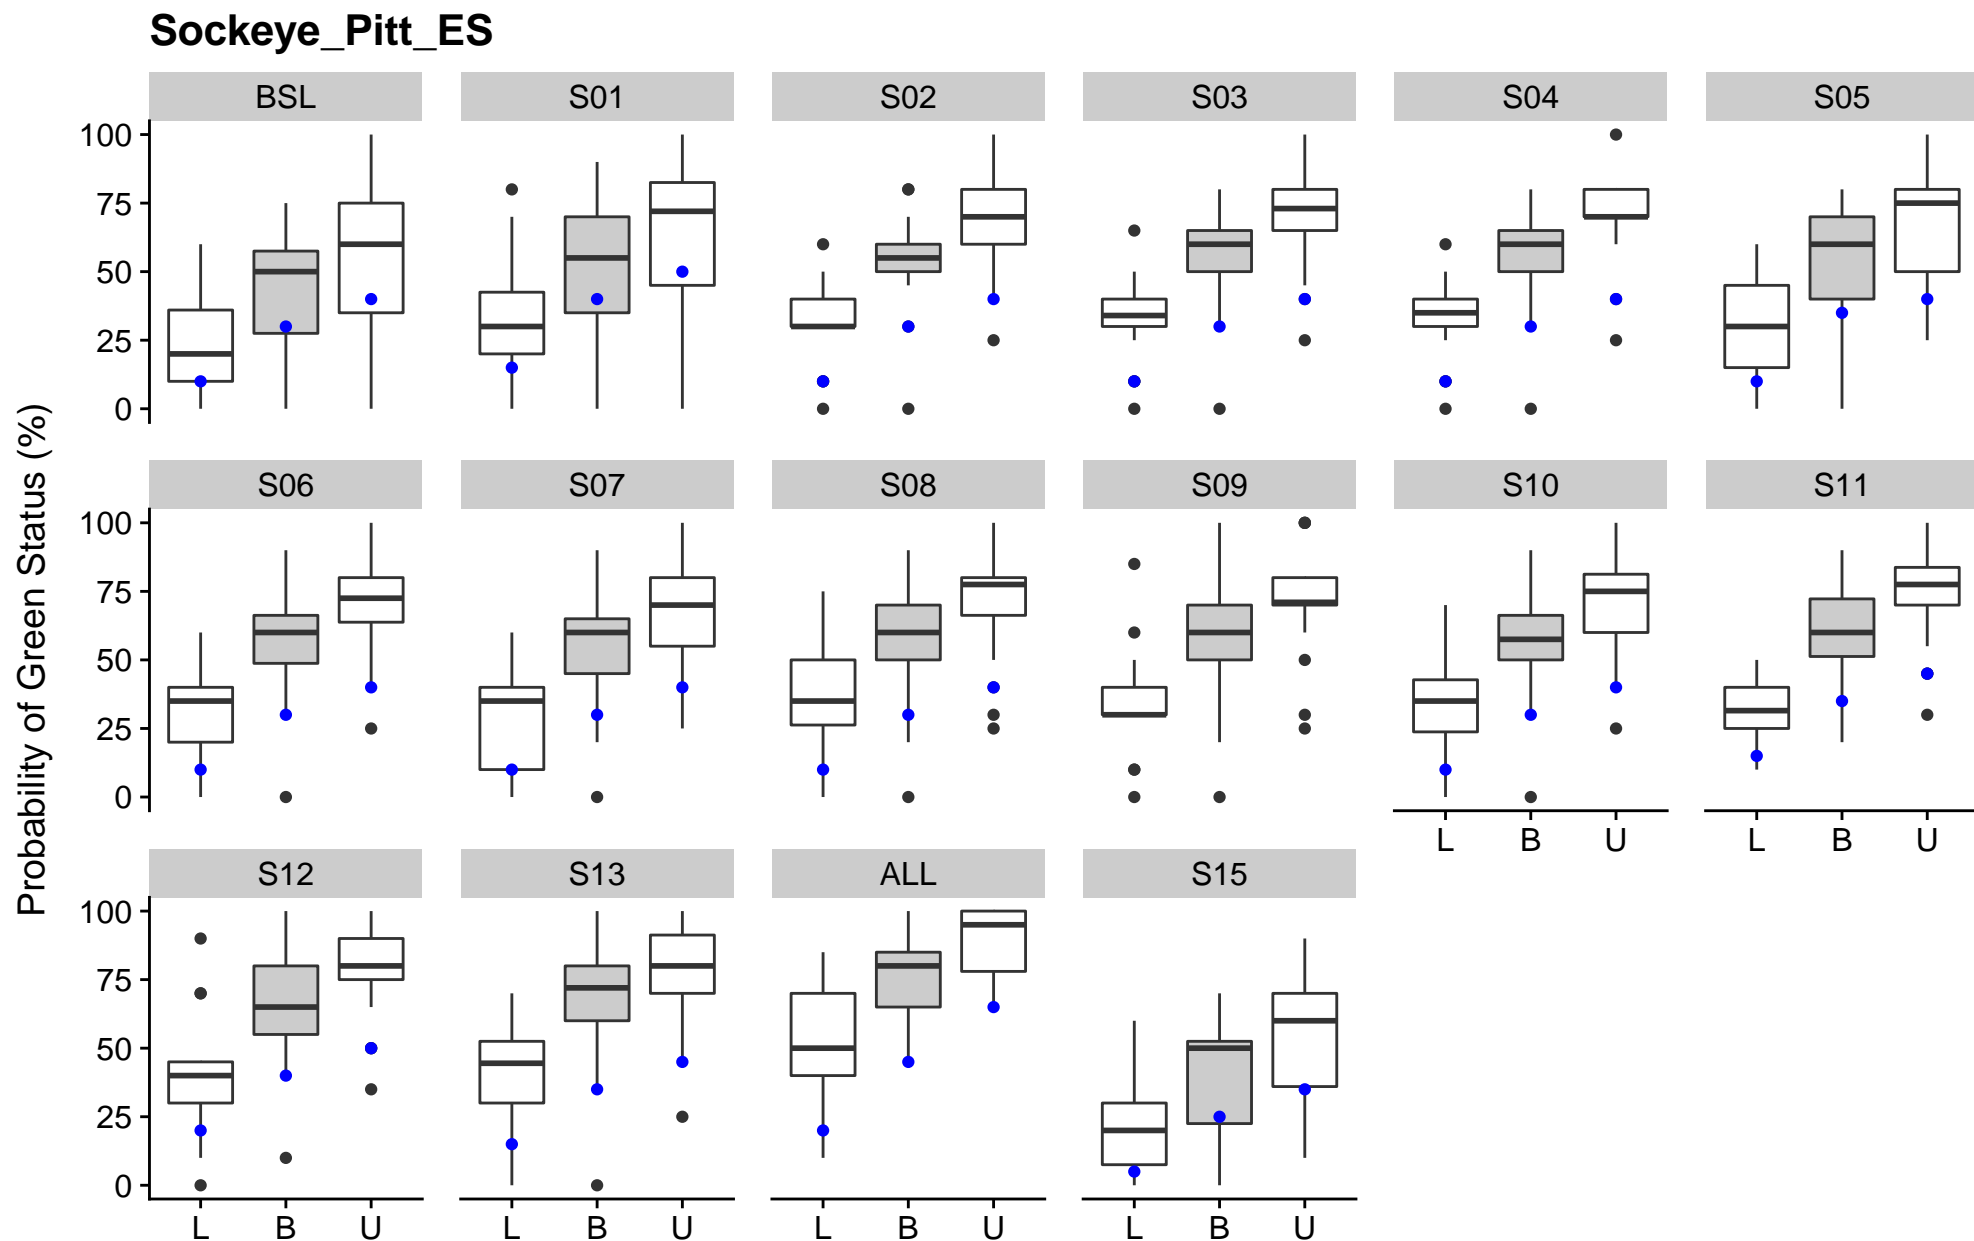 Sockeye_Pitt_ES
BSL S01 S02 S03 S04 S05
100
75
50
25
0
S06 S07 S08 S09 S10 S11
100
75
50
25
0
L B U L B U
S12 S13 ALL S15
100
75
50
25
0
L B U L B U L B U L B U
Probability of Green Status (%)